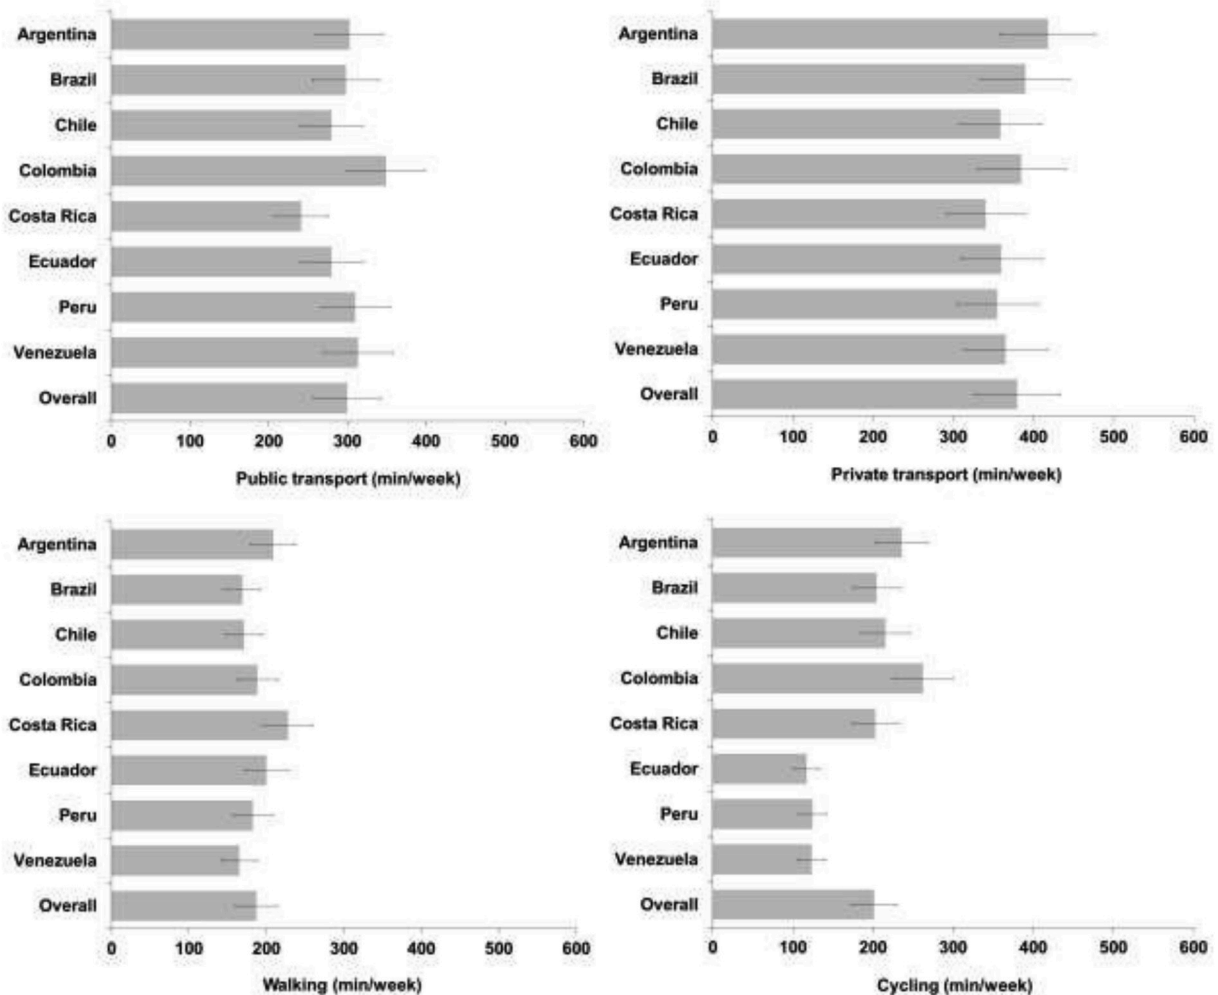 Argentina
Brazil
Chile
Colombia
Costa Rica
Ecuador
Peru
Venezuela
Overall
0 100 200 300 400 500 600
Public transport (min/week)
Argentina
Brazil
Chile
Colombia
Costa Rica
Ecuador
Peru
Venezuela
Overall
0 100 200 300 400 500 600
Private transport (min/week)
Argentina
Brazil
Chile
Colombia
Costa Rica
Ecuador
Peru
Venezuela
Overall
0 100 200 300 400 500 600
Walking (min/week)
Argentina
Brazil
Chile
Colombia
Costa Rica
Ecuador
Peru
Venezuela
Overall
0 100 200 300 400 500 600
Cycling (min/week)